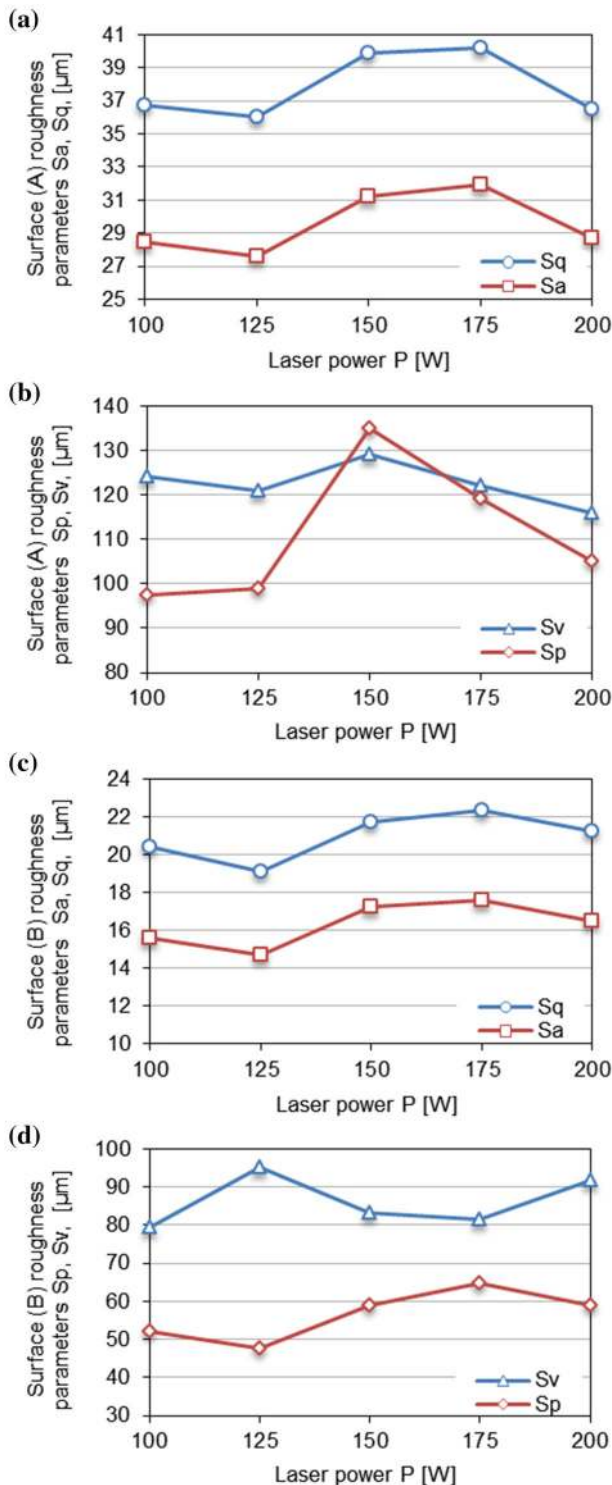 (a)
Surface (A) roughness
parameters Sa, Sq, [µm]
41
39
37
35
33
31
29
27
25
Sq
Sa
100 125 150 175 200
Laser power P [W]
(b)
Surface (A) roughness
parameters Sp, Sv, [µm]
140
130
120
110
100
90
80
Sv
Sp
100 125 150 175 200
Laser power P [W]
(c)
Surface (B) roughness
parameters Sa, Sq, [µm]
24
22
20
18
16
14
12
10
Sq
Sa
100 125 150 175 200
Laser power P [W]
(d)
Surface (B) roughness
parameters Sp, Sv, [µm]
100
90
80
70
60
50
40
30
Sv
Sp
100 125 150 175 200
Laser power P [W]